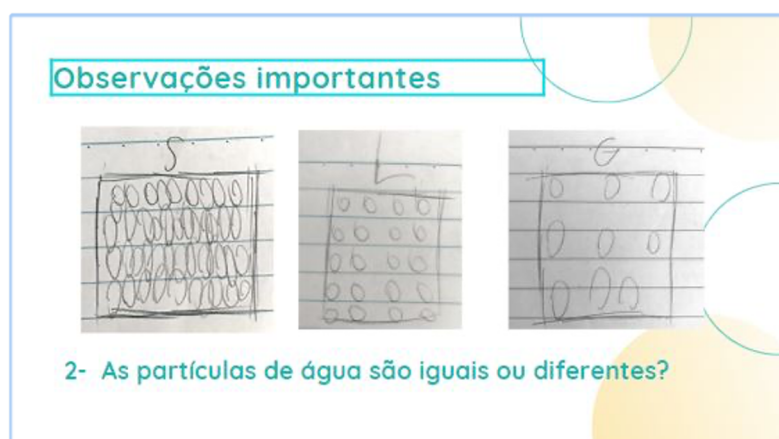 Observações importantes
S
L
G
2- As partículas de água são iguais ou diferentes?